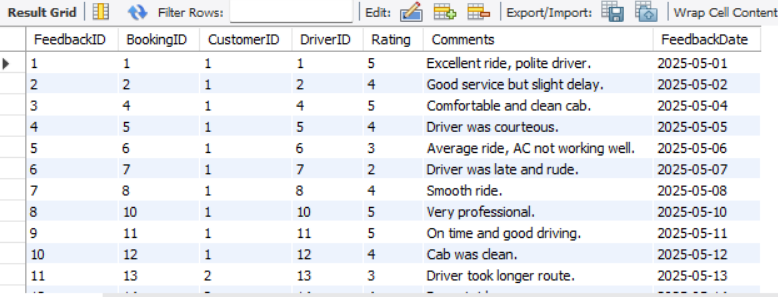 Result Grid Filter Rows: Edit: Export/Import: Wrap Cell Content
FeedbackID BookingID CustomerID DriverID Rating Comments FeedbackDate
1 1 1 1 5 Excellent ride, polite driver. 2025-05-01
2 2 1 2 4 Good service but slight delay. 2025-05-02
3 4 1 4 5 Comfortable and clean cab. 2025-05-04
4 5 1 5 4 Driver was courteous. 2025-05-05
5 6 1 6 3 Average ride, AC not working well. 2025-05-06
6 7 1 7 2 Driver was late and rude. 2025-05-07
7 8 1 8 4 Smooth ride. 2025-05-08
8 10 1 10 5 Very professional. 2025-05-10
9 11 1 11 5 On time and good driving. 2025-05-11
10 12 1 12 4 Cab was clean. 2025-05-12
11 13 2 13 3 Driver took longer route. 2025-05-13